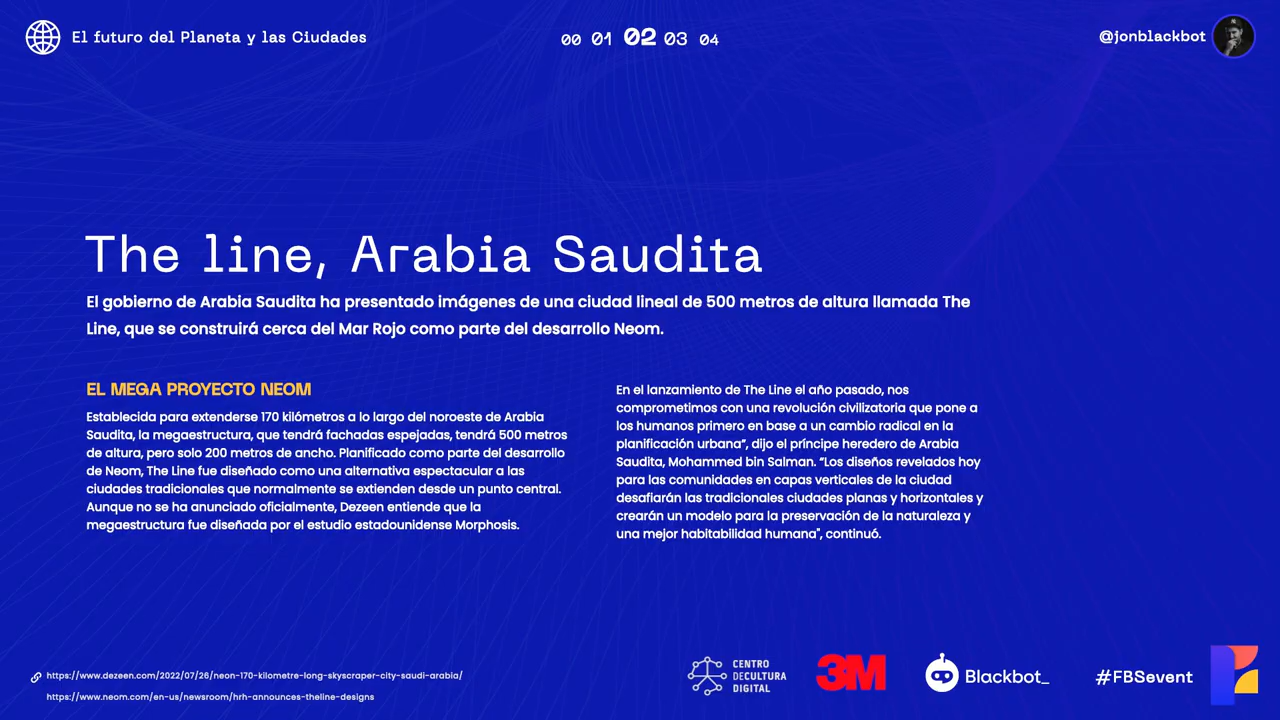 El futuro del Planeta y las Ciudades
00 01 02 03 04
@jonblackbot
The line, Arabia Saudita
El gobierno de Arabia Saudita ha presentado imágenes de una ciudad lineal de 500 metros de altura llamada The
Line, que se construirá cerca del Mar Rojo como parte del desarrollo Neom.
EL MEGA PROYECTO NEOM
Establecida para extenderse 170 kilómetros a lo largo del noroeste de Arabia
Saudita, la megaestructura, que tendrá fachadas espejadas, tendrá 500 metros
de altura, pero solo 200 metros de ancho. Planificado como parte del desarrollo
de Neom, The Line fue diseñado como una alternativa espectacular a las
ciudades tradicionales que normalmente se extienden desde un punto central.
Aunque no se ha anunciado oficialmente, Dezeen entiende que la
megaestructura fue diseñada por el estudio estadounidense Morphosis.
En el lanzamiento de The Line el año pasado, nos
comprometimos con una revolución civilizatoria que pone a
los humanos primero en base a un cambio radical en la
planificación urbana”, dijo el príncipe heredero de Arabia
Saudita, Mohammed bin Salman. “Los diseños revelados hoy
para las comunidades en capas verticales de la ciudad
desafiarán las tradicionales ciudades planas y horizontales y
crearán un modelo para la preservación de la naturaleza y
una mejor habitabilidad humana", continuó.
https://www.dezeen.com/2022/07/26/neon-170-kilometre-long-skyscraper-city-saudi-arabia/
https://www.neom.com/en-us/newsroom/hrh-announces-theline-designs
CENTRO
DECULTURA
DIGITAL
3M
Blackbot_
#FBSevent